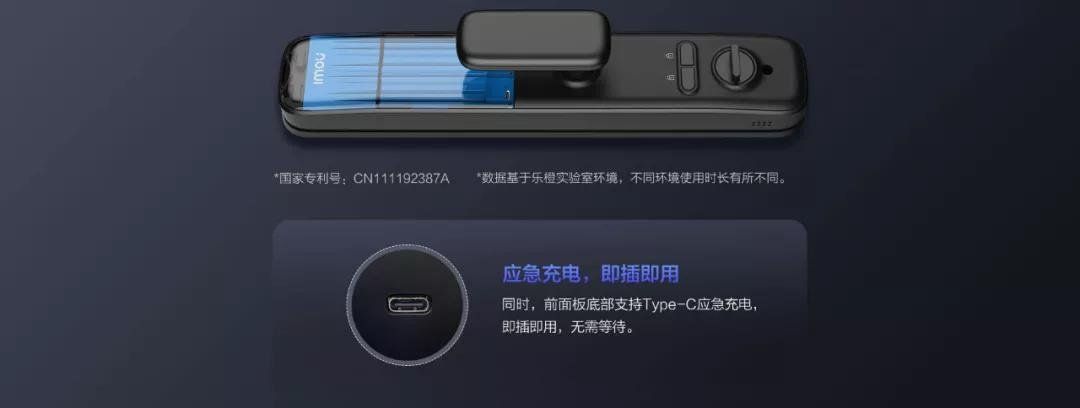 imou
*国家专利号：CN111192387A *数据基于乐橙实验室环境，不同环境使用时长有所不同。
应急充电，即插即用
同时，前面板底部支持Type-C应急充电，
即插即用，无需等待。